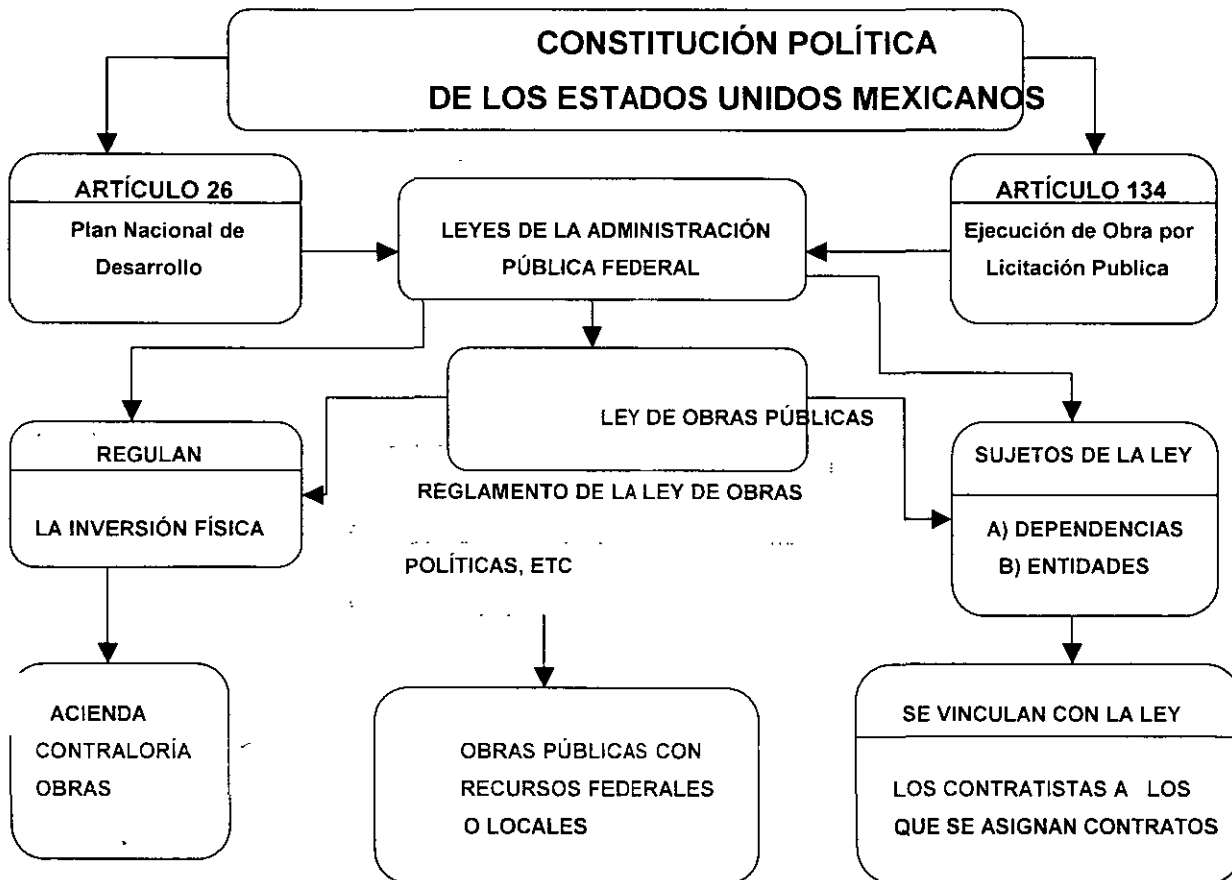 CONSTITUCIÓN POLÍTICA
DE LOS ESTADOS UNIDOS MEXICANOS
ARTÍCULO 26
Plan Nacional de
Desarrollo
LEYES DE LA ADMINISTRACIÓN
PÚBLICA FEDERAL
ARTÍCULO 134
Ejecución de Obra por
Licitación Publica
LEY DE OBRAS PÚBLICAS
REGLAMENTO DE LA LEY DE OBRAS
POLÍTICAS, ETC
REGULAN
LA INVERSIÓN FÍSICA
SUJETOS DE LA LEY
A) DEPENDENCIAS
B) ENTIDADES
ACIENDA
CONTRALORÍA
OBRAS
OBRAS PÚBLICAS CON
RECURSOS FEDERALES
O LOCALES
SE VINCULAN CON LA LEY
LOS CONTRATISTAS A LOS
QUE SE ASIGNAN CONTRATOS